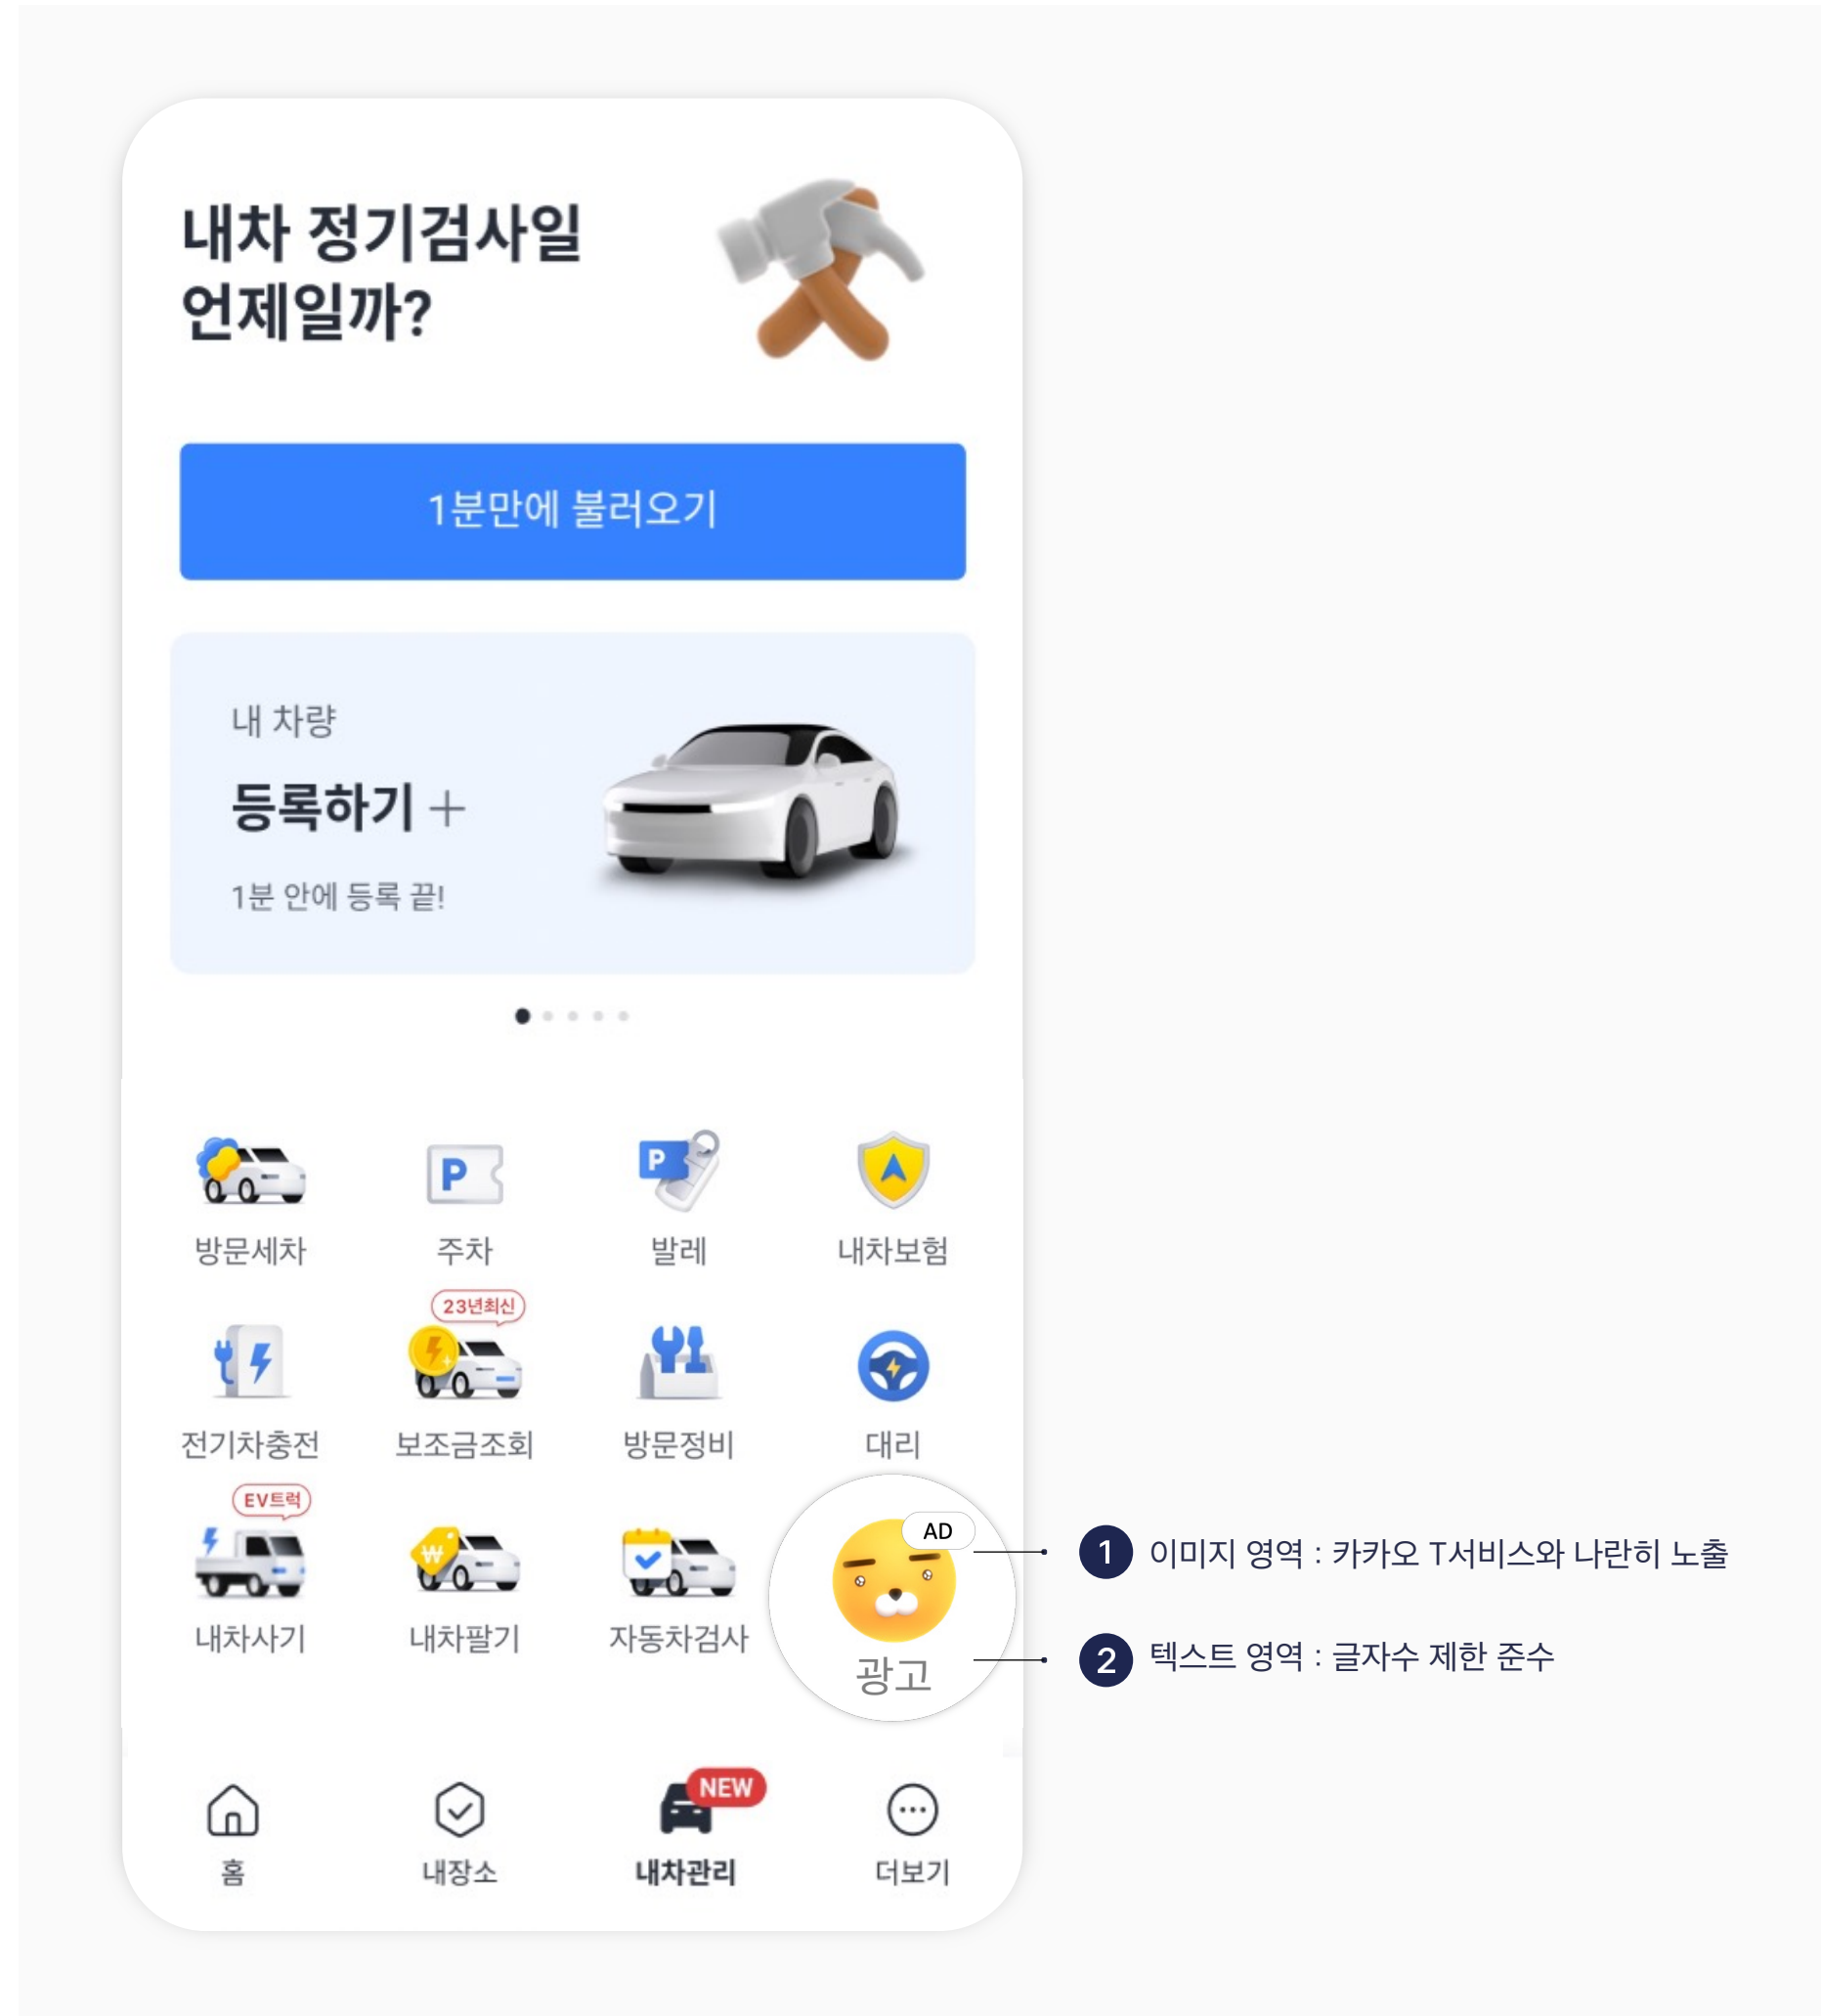 내차 정기검사일
언제일까?
1분만에 불러오기
내 차량
등록하기 +
1분 안에 등록 끝!
P
P
방문세차
주차
발레
내차보험
23년최신
전기차충전
보조금조회
방문정비
대리
EV트럭
₩
AD
내차사기
내차팔기
자동차검사
광고
1 이미지 영역 : 카카오 T서비스와 나란히 노출
2 텍스트 영역 : 글자수 제한 준수
NEW
홈
내장소
내차관리
더보기